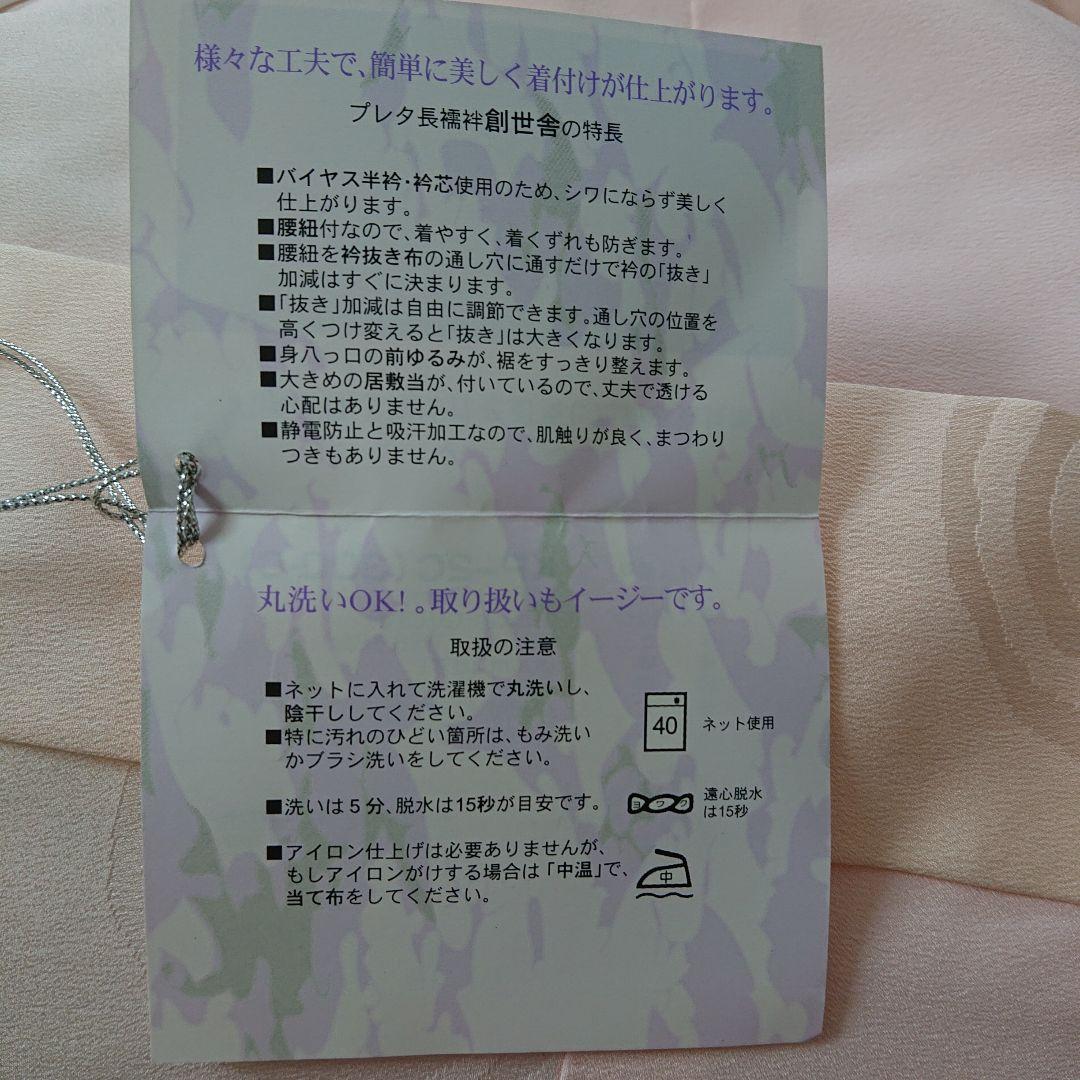 様々な工夫で、簡単に美しく着付けが仕上がります。
プレタ長襦袢創世舎の特長
■バイヤス半衿・衿芯使用のため、シワにならず美しく
仕上がります。
■腰紐付なので、着やすく、着くずれも防ぎます。
■腰紐を衿抜き布の通し穴に通すだけで衿の「抜き」
加減はすぐに決まります。
■「抜き」加減は自由に調節できます。通し穴の位置を
高くつけ変えると「抜き」は大きくなります。
■身八っ口の前ゆるみが、裾をすっきり整えます。
■大きめの居敷当が、付いているので、丈夫で透ける
心配はありません。
■静電防止と吸汗加工なので、肌触りが良く、まつわり
つきもありません。
丸洗いOK!。取り扱いもイージーです。
取扱の注意
■ネットに入れて洗濯機で丸洗いし、
陰干ししてください。
■特に汚れのひどい箇所は、もみ洗い
かブラシ洗いをしてください。
40 ネット使用
■洗いは5分、脱水は15秒が目安です。
ヨワク 遠心脱水
は15秒
■アイロン仕上げは必要ありませんが、
もしアイロンがけする場合は「中温」で、
当て布をしてください。
中